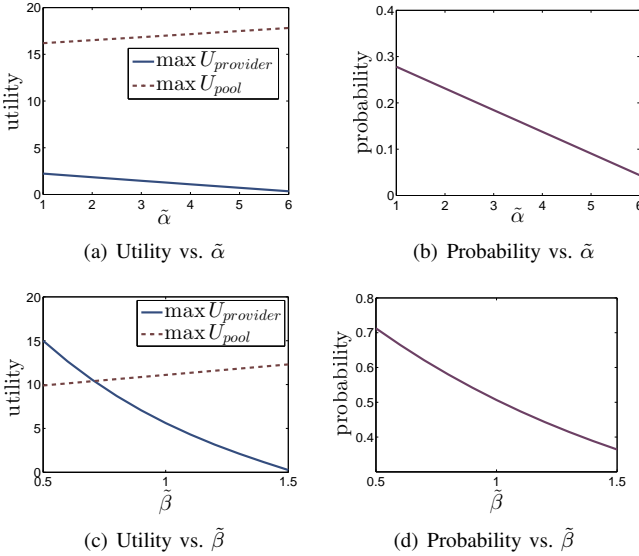 20
15
10
5
0
utility
max U_provider
max U_pool
1 2 3 4 5 6
α̃
(a) Utility vs. α̃
0.4
0.3
0.2
0.1
0
probability
1 2 3 4 5 6
α̃
(b) Probability vs. α̃
20
15
10
5
0
utility
max U_provider
max U_pool
0.5 1 1.5
β̃
(c) Utility vs. β̃
0.8
0.7
0.6
0.5
0.4
probability
0.5 1 1.5
β̃
(d) Probability vs. β̃